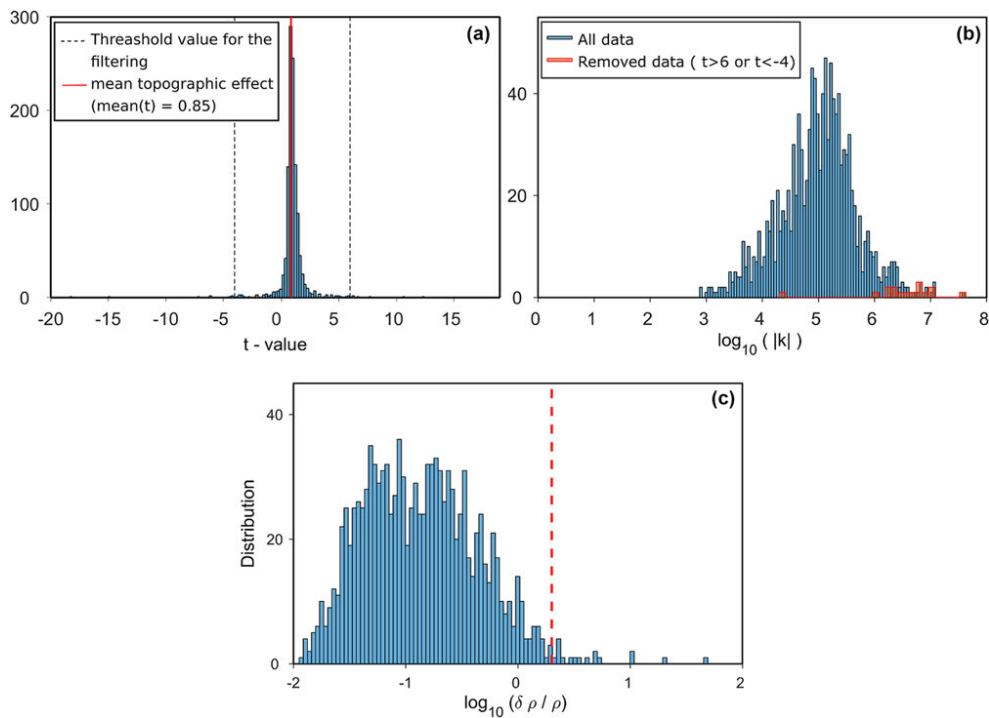 300
(a)
Threashold value for the
filtering
mean topographic effect
(mean(t) = 0.85)
200
100
0
-20 -15 -10 -5 0 5 10 15
t - value
(b)
All data
Removed data ( t>6 or t<-4)
40
20
0
0 1 2 3 4 5 6 7 8
log10 ( |k| )
(c)
40
Distribution
20
0
-2 -1 0 1 2
log10 (δ ρ / ρ)